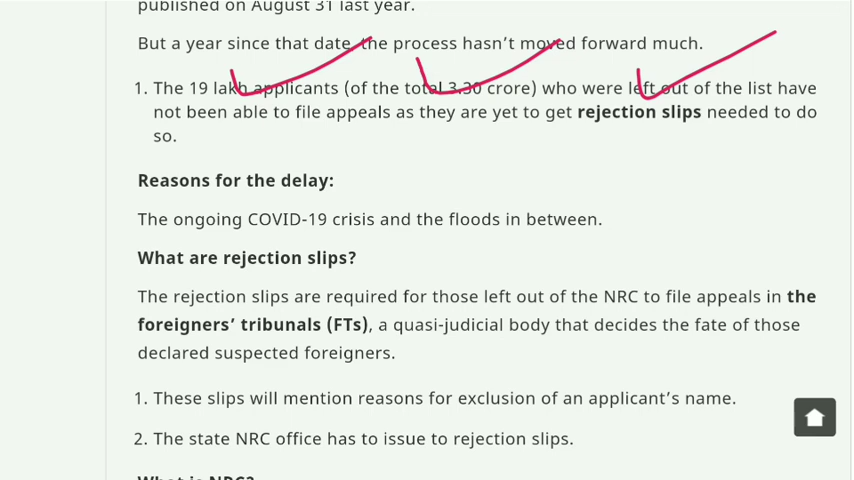 published on August 31 last year.
But a year since that date, the process hasn't moved forward much.
1. The 19 lakh applicants (of the total 3.30 crore) who were left out of the list have
not been able to file appeals as they are yet to get rejection slips needed to do
so.
Reasons for the delay:
The ongoing COVID-19 crisis and the floods in between.
What are rejection slips?
The rejection slips are required for those left out of the NRC to file appeals in the
foreigners' tribunals (FTs), a quasi-judicial body that decides the fate of those
declared suspected foreigners.
1. These slips will mention reasons for exclusion of an applicant's name.
2. The state NRC office has to issue to rejection slips.
What is NRC?